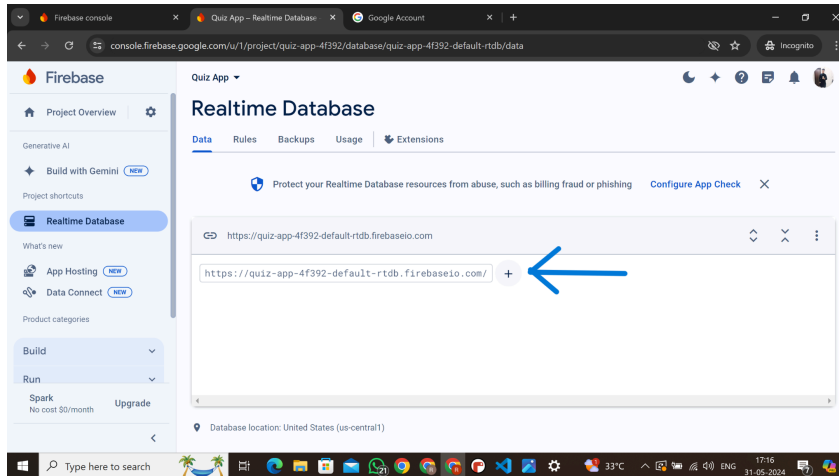 Firebase console
Quiz App – Realtime Database
Google Account
console.firebase.google.com/u/1/project/quiz-app-4f392/database/quiz-app-4f392-default-rtdb/data
Incognito
Firebase
Quiz App
Project Overview
Realtime Database
Data Rules Backups Usage Extensions
Generative AI
Build with Gemini NEW
Protect your Realtime Database resources from abuse, such as billing fraud or phishing Configure App Check
Project shortcuts
Realtime Database
https://quiz-app-4f392-default-rtdb.firebaseio.com
What's new
App Hosting NEW
https://quiz-app-4f392-default-rtdb.firebaseio.com/
Data Connect NEW
Product categories
Build
Run
Spark
No cost $0/month
Upgrade
Database location: United States (us-central1)
Type here to search
21
33°C
ENG
17:16
31-05-2024